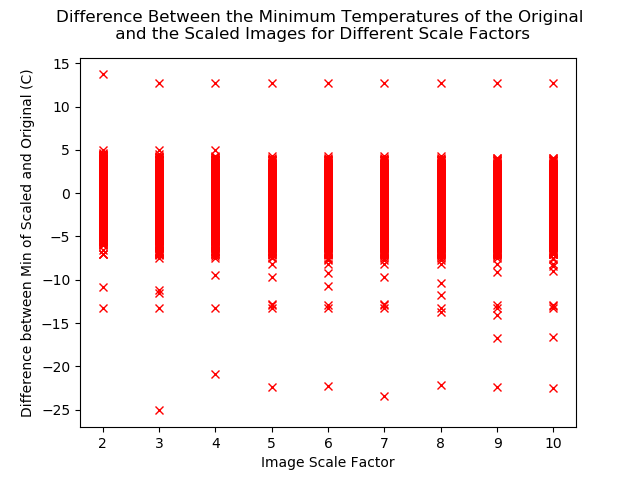 Difference Between the Minimum Temperatures of the Original
and the Scaled Images for Different Scale Factors
Difference between Min of Scaled and Original (C)
15
10
5
0
−5
−10
−15
−20
−25
2 3 4 5 6 7 8 9 10
Image Scale Factor